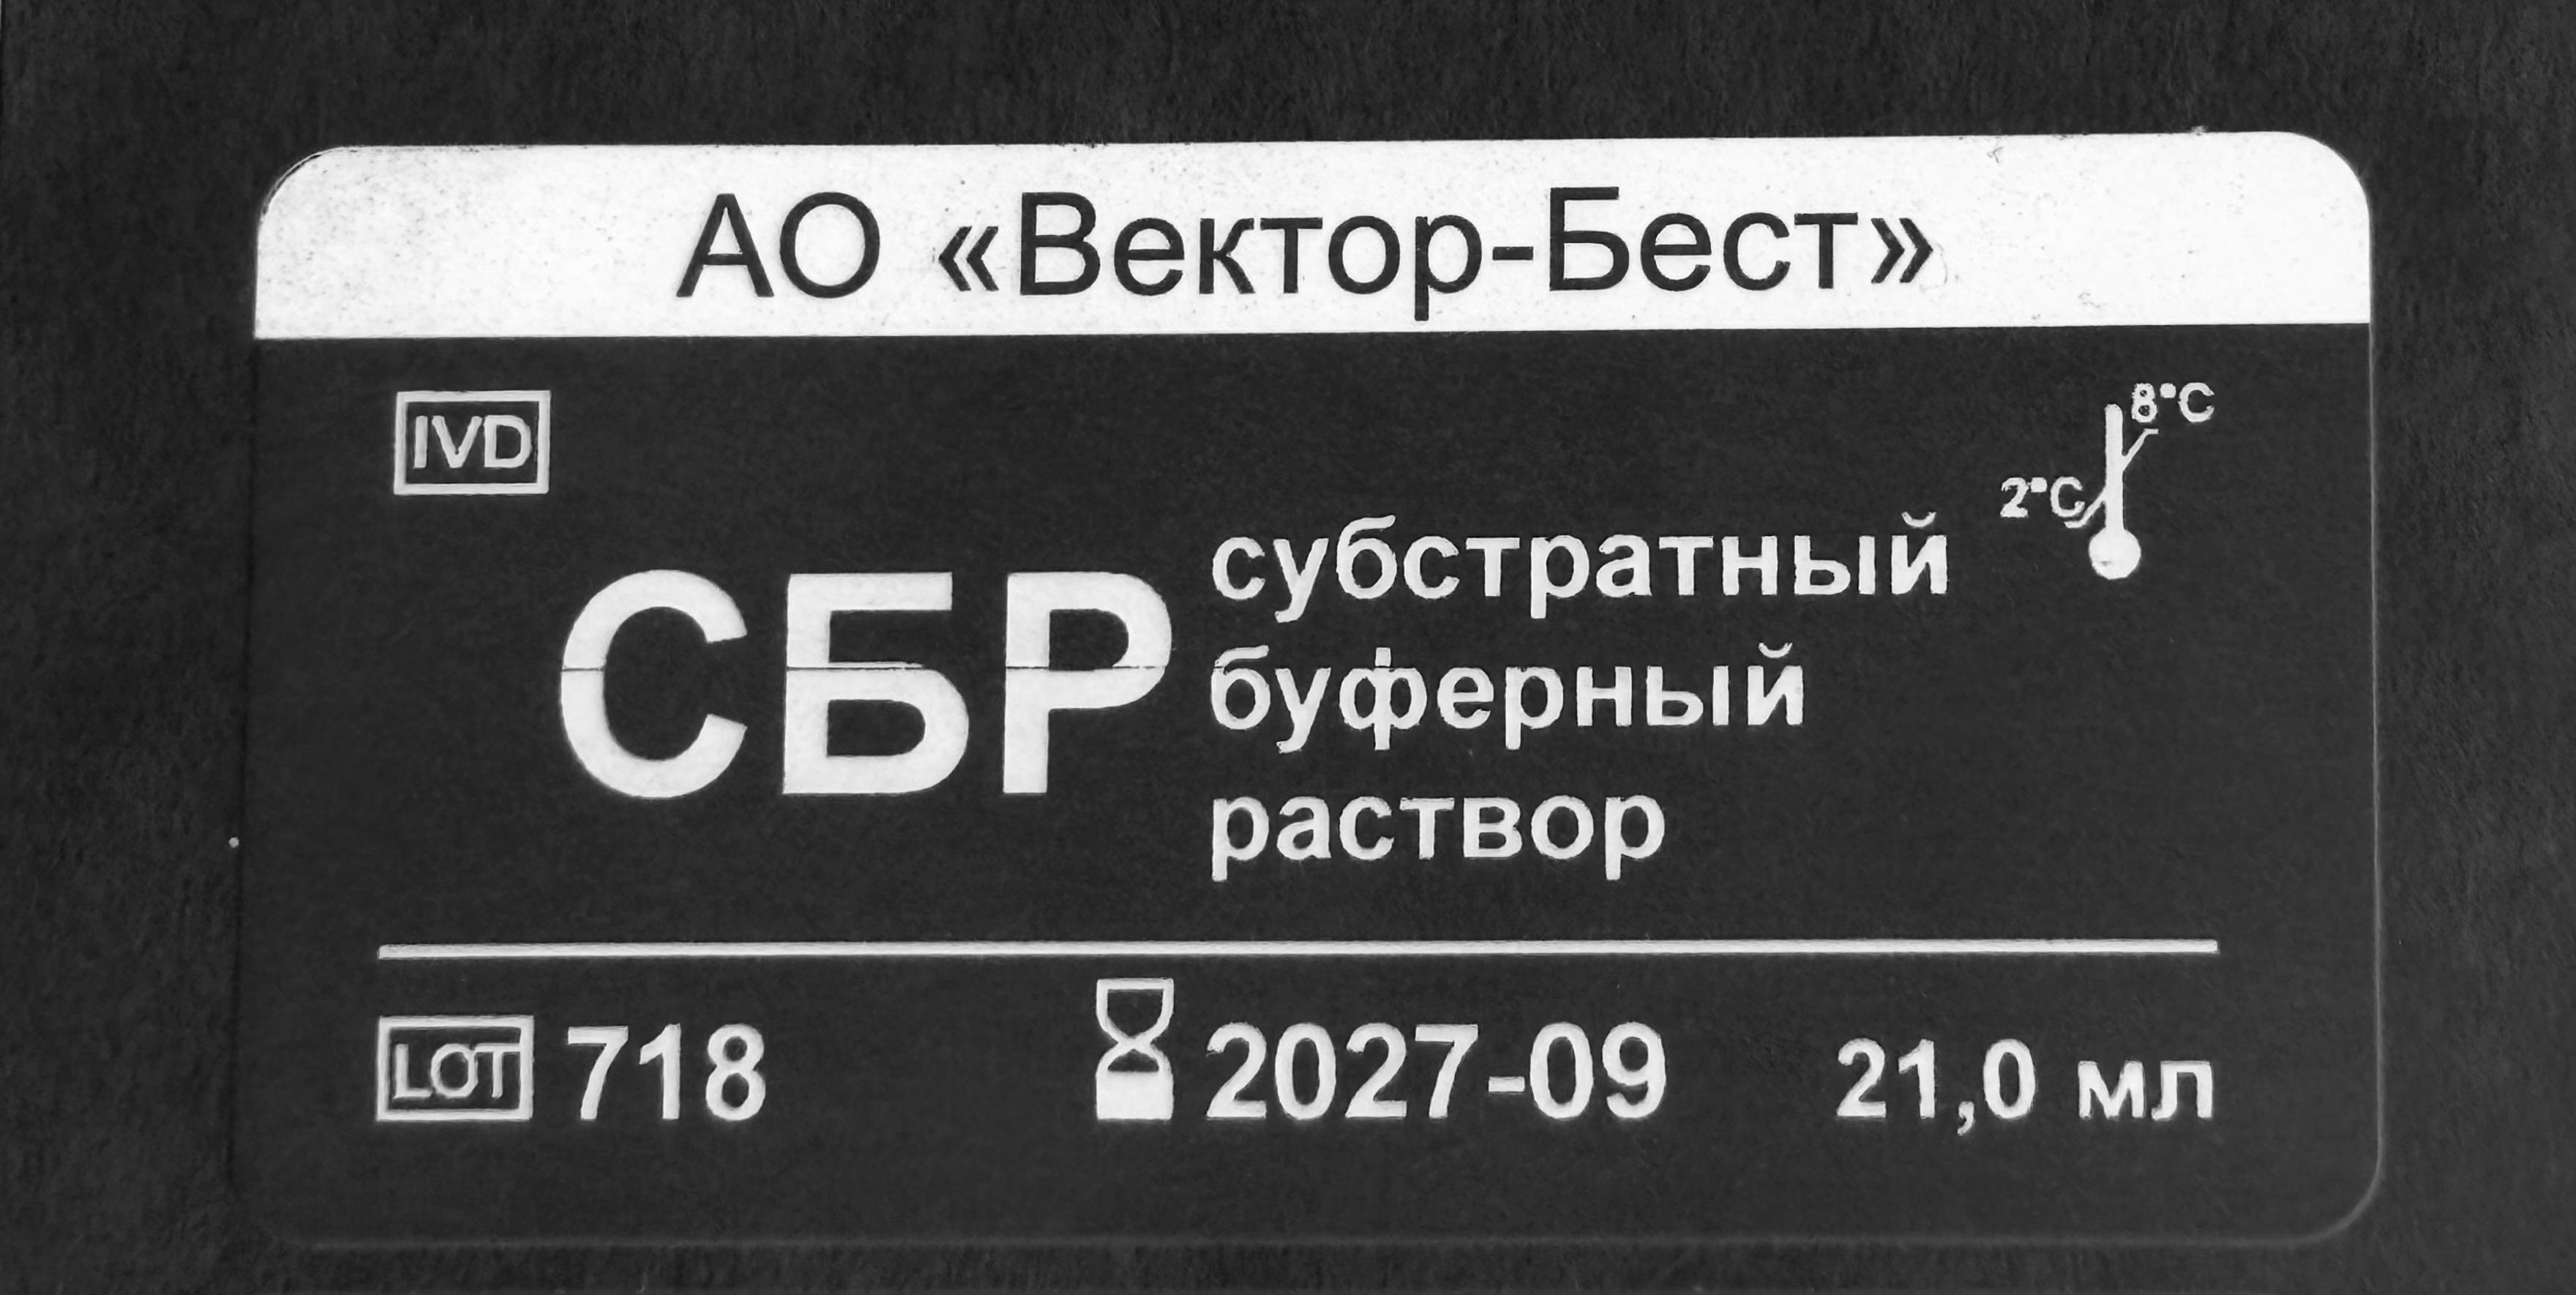 АО «Вектор-Бест»
IVD
8°C
2°C
СБР
субстратный
буферный
раствор
LOT 718
2027-09
21,0 мл